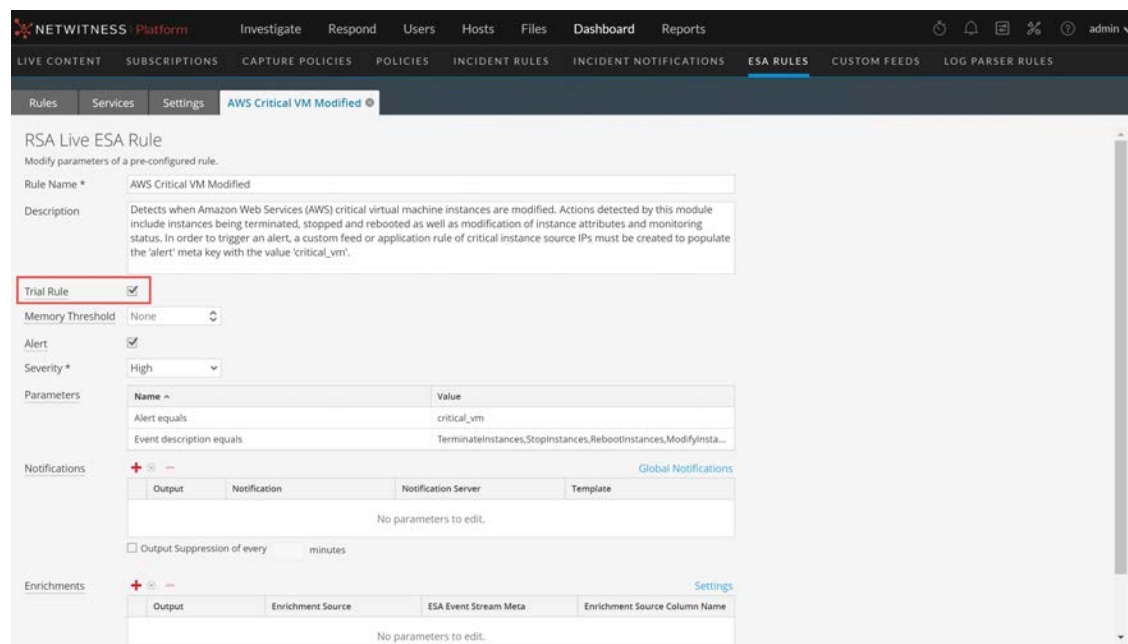 NETWITNESS Platform Investigate Respond Users Hosts Files Dashboard Reports admin
LIVE CONTENT SUBSCRIPTIONS CAPTURE POLICIES POLICIES INCIDENT RULES INCIDENT NOTIFICATIONS ESA RULES CUSTOM FEEDS LOG PARSER RULES
Rules Services Settings AWS Critical VM Modified
RSA Live ESA Rule
Modify parameters of a pre-configured rule.
Rule Name * AWS Critical VM Modified
Description Detects when Amazon Web Services (AWS) critical virtual machine instances are modified. Actions detected by this module
include instances being terminated, stopped and rebooted as well as modification of instance attributes and monitoring
status. In order to trigger an alert, a custom feed or application rule of critical instance source IPs must be created to populate
the 'alert' meta key with the value 'critical_vm'.
Trial Rule
Memory Threshold None
Alert
Severity * High
Parameters Name Value
Alert equals critical_vm
Event description equals TerminateInstances,StopInstances,RebootInstances,ModifyInsta...
Notifications Global Notifications
Output Notification Notification Server Template
No parameters to edit.
Output Suppression of every minutes
Enrichments Settings
Output Enrichment Source ESA Event Stream Meta Enrichment Source Column Name
No parameters to edit.